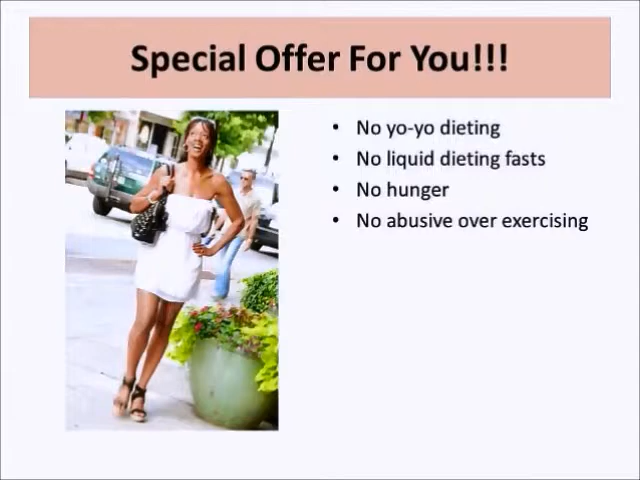 Special Offer For You!!!
• No yo-yo dieting
• No liquid dieting fasts
• No hunger
• No abusive over exercising